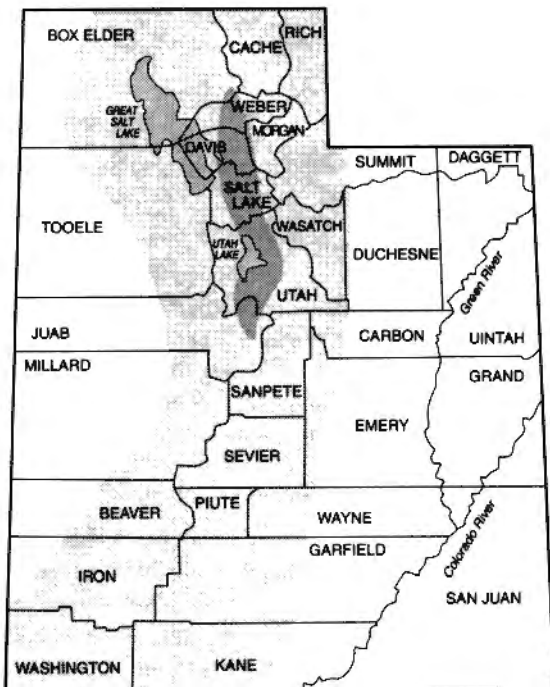 BOX ELDER
CACHE
RICH
GREAT
SALT
LAKE
WEBER
MORGAN
DAVIS
SUMMIT
DAGGETT
SALT
LAKE
TOOELE
WASATCH
UTAH
LAKE
DUCHESNE
UTAH
Green River
JUAB
CARBON
UINTAH
MILLARD
GRAND
SANPETE
EMERY
SEVIER
BEAVER
PIUTE
WAYNE
Colorado River
GARFIELD
IRON
SAN JUAN
WASHINGTON
KANE